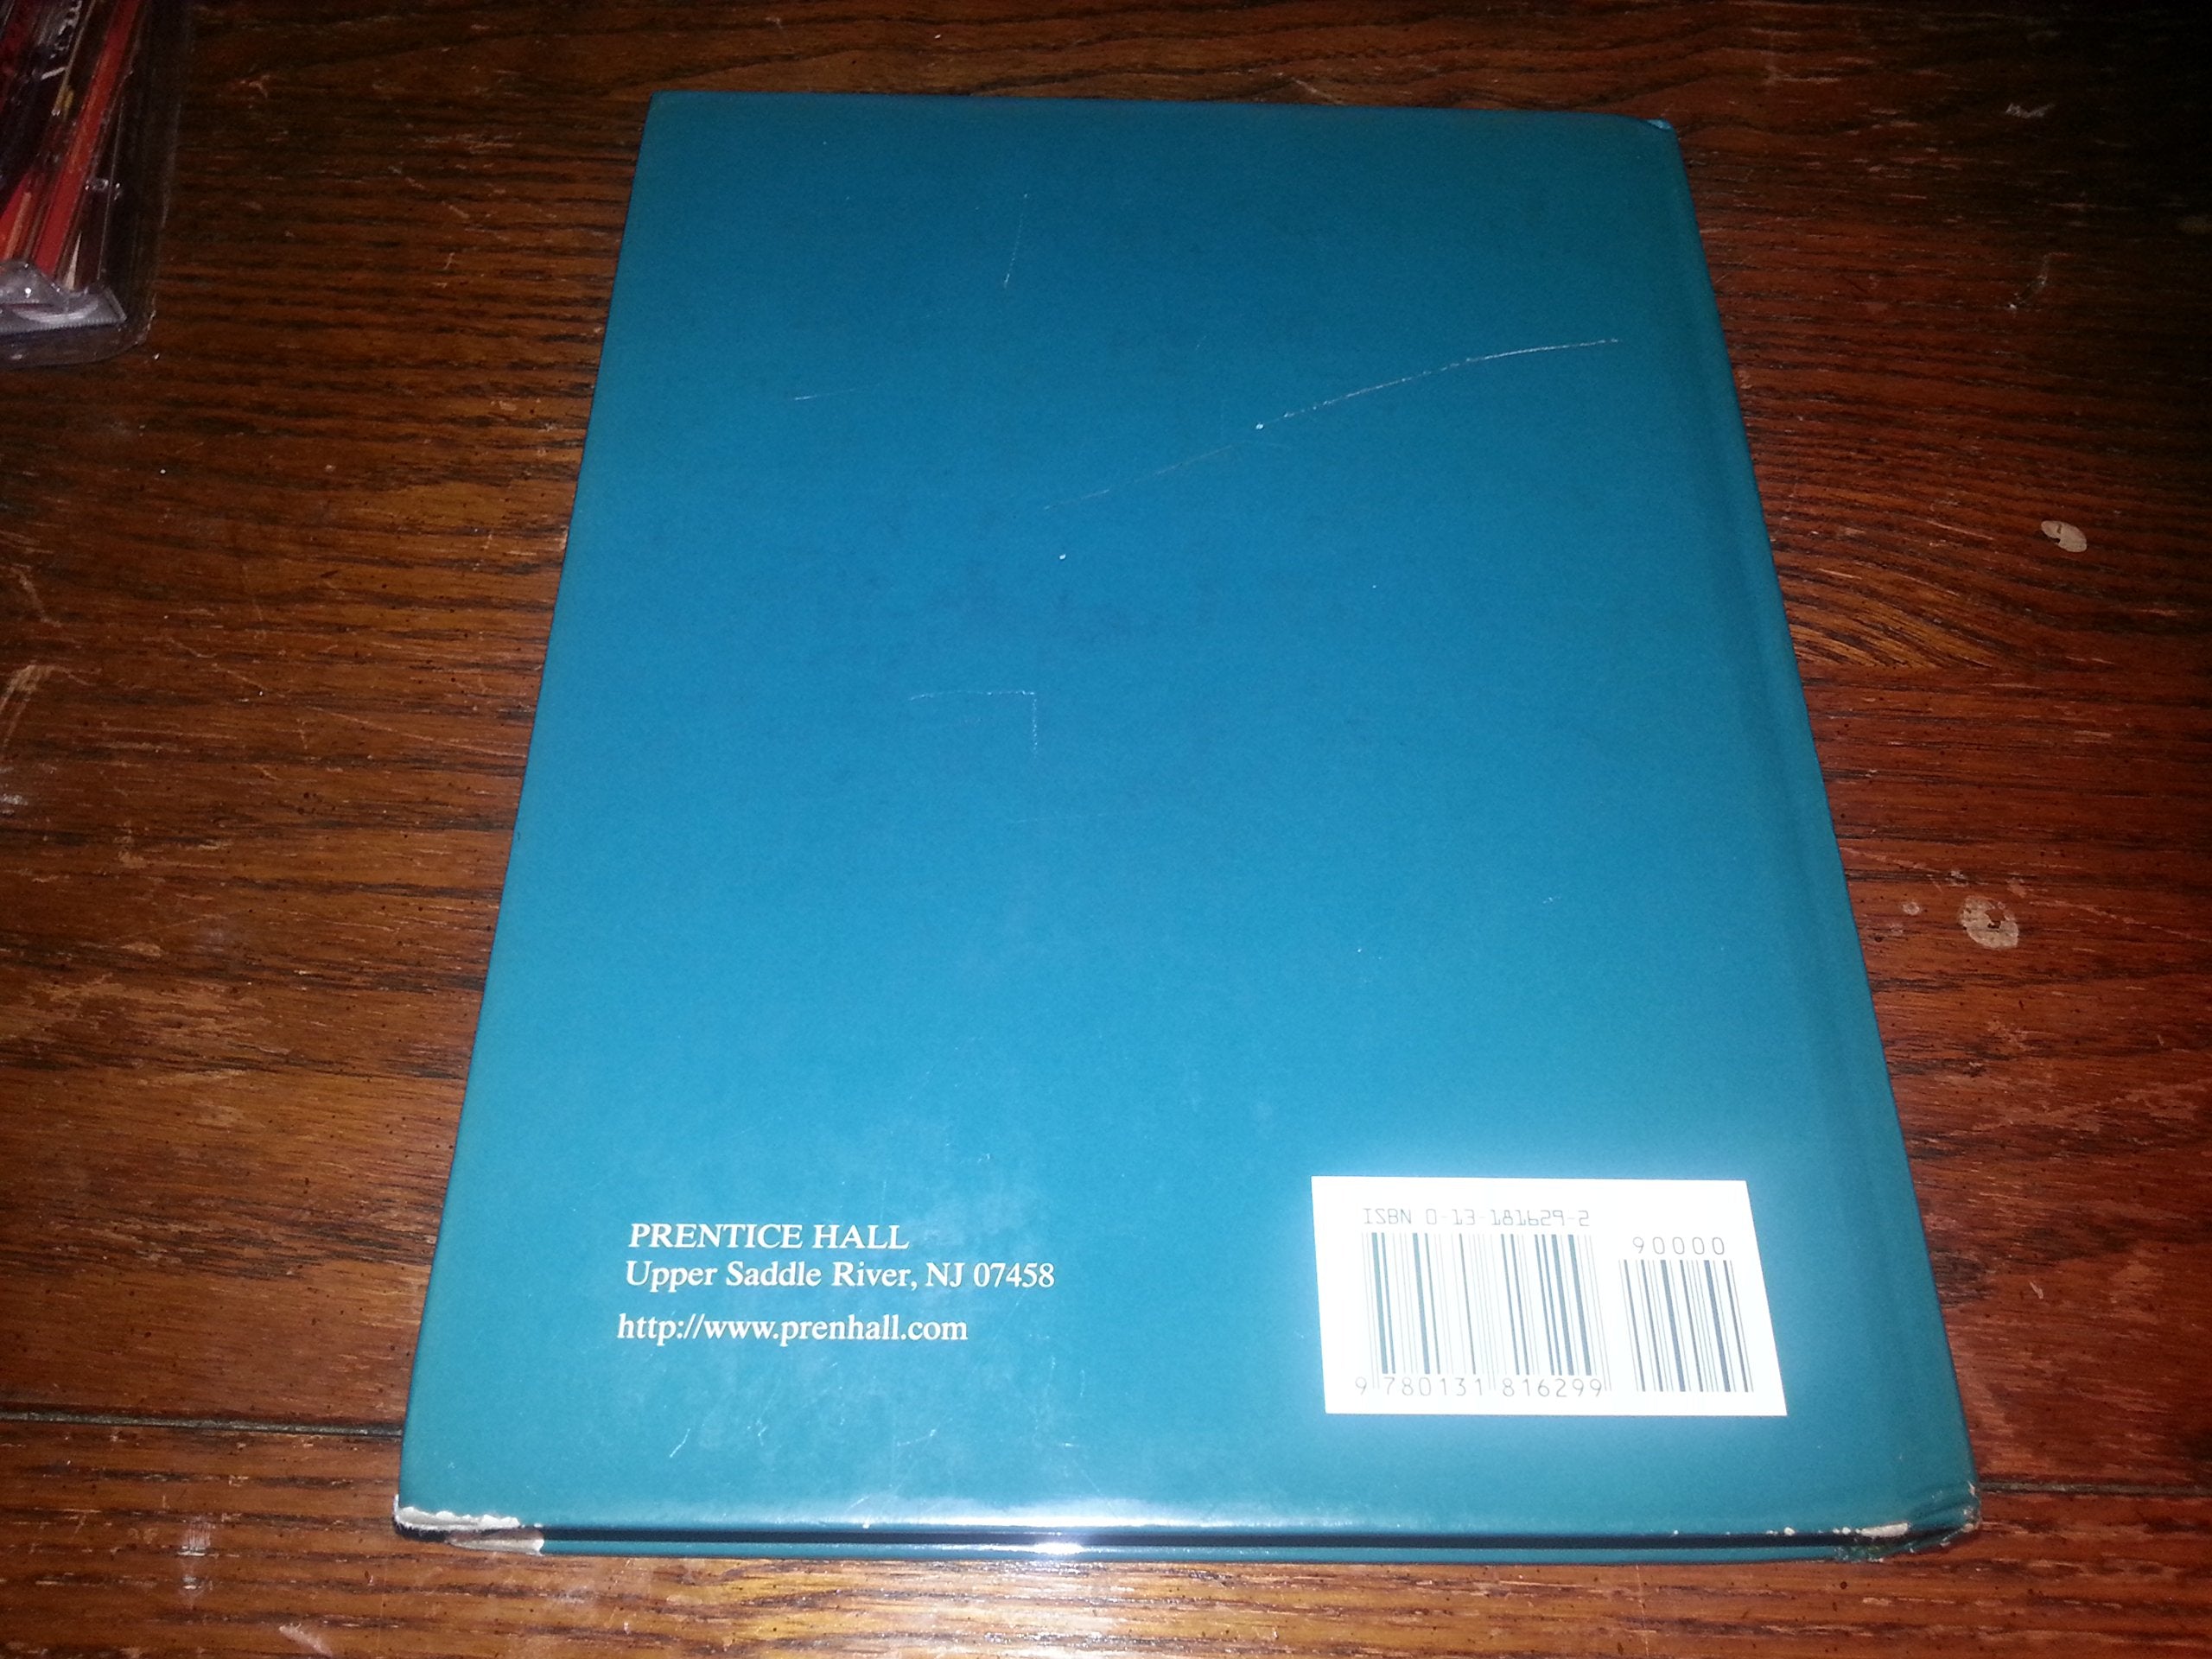 PRENTICE HALL
Upper Saddle River, NJ 07458
http://www.prenhall.com
ISBN 0-13-181629-2
90000
9 780131 816299